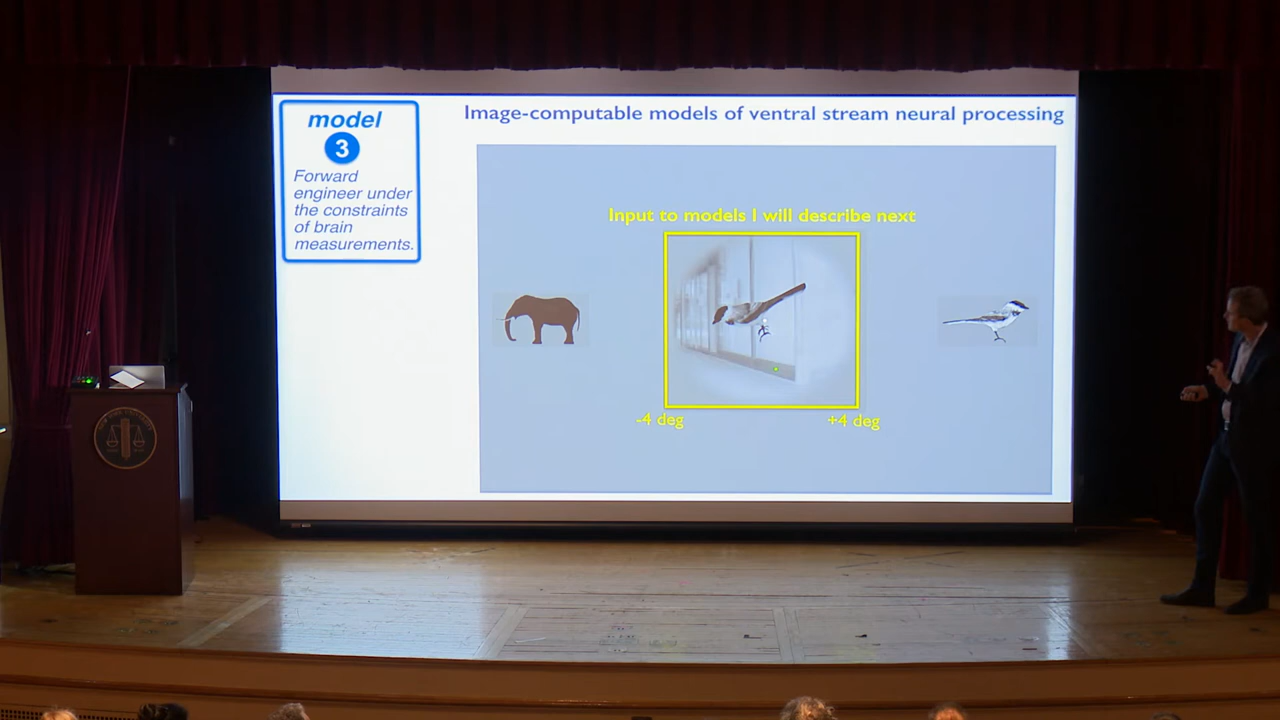 model
3
Forward
engineer under
the constraints
of brain
measurements.
Image-computable models of ventral stream neural processing
Input to models I will describe next
-4 deg
+4 deg